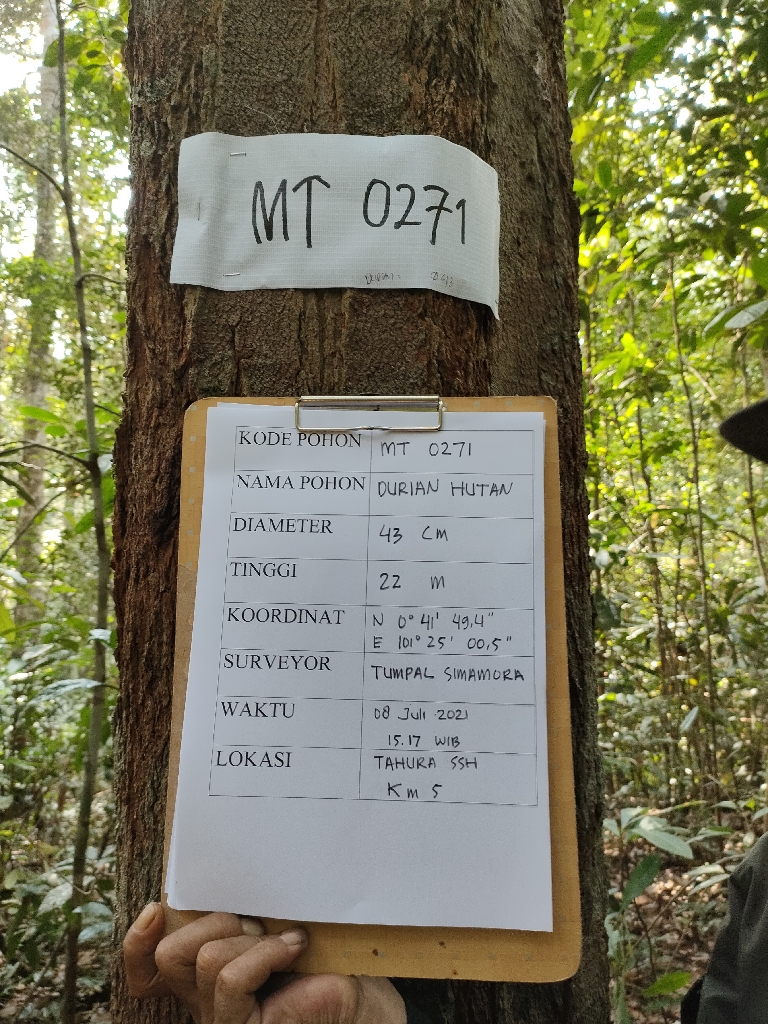 MT 0271
KODE POHON MT 0271
NAMA POHON DURIAN HUTAN
DIAMETER 43 CM
TINGGI 22 m
KOORDINAT N 0° 41' 49,4"
E 101° 25' 00,5"
SURVEYOR TUMPAL SIMAMORA
WAKTU 08 Juli 2021
15.17 WIB
LOKASI TAHURA SSH
Km 5